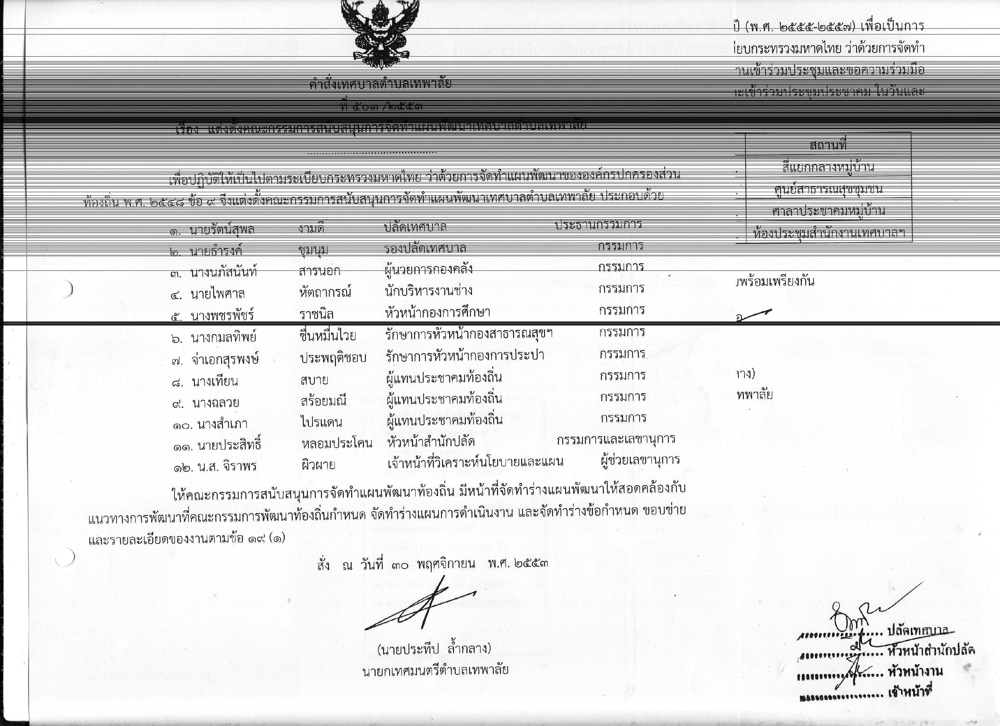 คำสั่งเทศบาลตำบลเทพาลัย
ที่ ๕๐๓ /๒๕๕๓
เรื่อง แต่งตั้งคณะกรรมการสนับสนุนการจัดทำแผนพัฒนาเทศบาลตำบลเทพาลัย
เพื่อปฏิบัติให้เป็นไปตามระเบียบกระทรวงมหาดไทย ว่าด้วยการจัดทำแผนพัฒนาขององค์กรปกครองส่วน
ท้องถิ่น พ.ศ. ๒๕๔๘ ข้อ ๙ จึงแต่งตั้งคณะกรรมการสนับสนุนการจัดทำแผนพัฒนาเทศบาลตำบลเทพาลัย ประกอบด้วย
๑. นายรัตน์สุพล งามดี ปลัดเทศบาล ประธานกรรมการ
๒. นายธำรงค์ ชุมนุม รองปลัดเทศบาล กรรมการ
๓. นางนภัสนันท์ สารนอก ผู้นวยการกองคลัง กรรมการ
๔. นายไพศาล หัตถากรณ์ นักบริหารงานช่าง กรรมการ
๕. นางพชรพัชร์ ราชนิล หัวหน้ากองการศึกษา กรรมการ
๖. นางกมลทิพย์ ชื่นหมื่นไวย รักษาการหัวหน้ากองสาธารณสุขฯ กรรมการ
๗. จ่าเอกสุรพงษ์ ประพฤติชอบ รักษาการหัวหน้ากองการประปา กรรมการ
๘. นางเทียน สบาย ผู้แทนประชาคมท้องถิ่น กรรมการ
๙. นางฉลวย สร้อยมณี ผู้แทนประชาคมท้องถิ่น กรรมการ
๑๐. นางสำเภา ไปรแดน ผู้แทนประชาคมท้องถิ่น กรรมการ
๑๑. นายประสิทธิ์ หลอมประโคน หัวหน้าสำนักปลัด กรรมการและเลขานุการ
๑๒. น.ส. จิราพร ผิวผาย เจ้าหน้าที่วิเคราะห์นโยบายและแผน ผู้ช่วยเลขานุการ
ให้คณะกรรมการสนับสนุนการจัดทำแผนพัฒนาท้องถิ่น มีหน้าที่จัดทำร่างแผนพัฒนาให้สอดคล้องกับ
แนวทางการพัฒนาที่คณะกรรมการพัฒนาท้องถิ่นกำหนด จัดทำร่างแผนการดำเนินงาน และจัดทำร่างข้อกำหนด ขอบข่าย
และรายละเอียดของงานตามข้อ ๑๙ (๑)
สั่ง ณ วันที่ ๓๐ พฤศจิกายน พ.ศ. ๒๕๕๓
(นายประทีป ล้ำกลาง)
นายกเทศมนตรีตำบลเทพาลัย
ปี (พ.ศ. ๒๕๕๕-๒๕๕๗) เพื่อเป็นการ
ียบกระทรวงมหาดไทย ว่าด้วยการจัดทำ
านเข้าร่วมประชุมและขอความร่วมมือ
ะเข้าร่วมประชุมประชาคม ในวันและ
สถานที่
สี่แยกกลางหมู่บ้าน
ศูนย์สาธารณสุขชุมชน
ศาลาประชาคมหมู่บ้าน
ห้องประชุมสำนักงานเทศบาลฯ
พร้อมเพรียงกัน
าง)
ทพาลัย
ปลัดเทศบาล
หัวหน้าสำนักปลัด
หัวหน้างาน
เจ้าหน้าที่